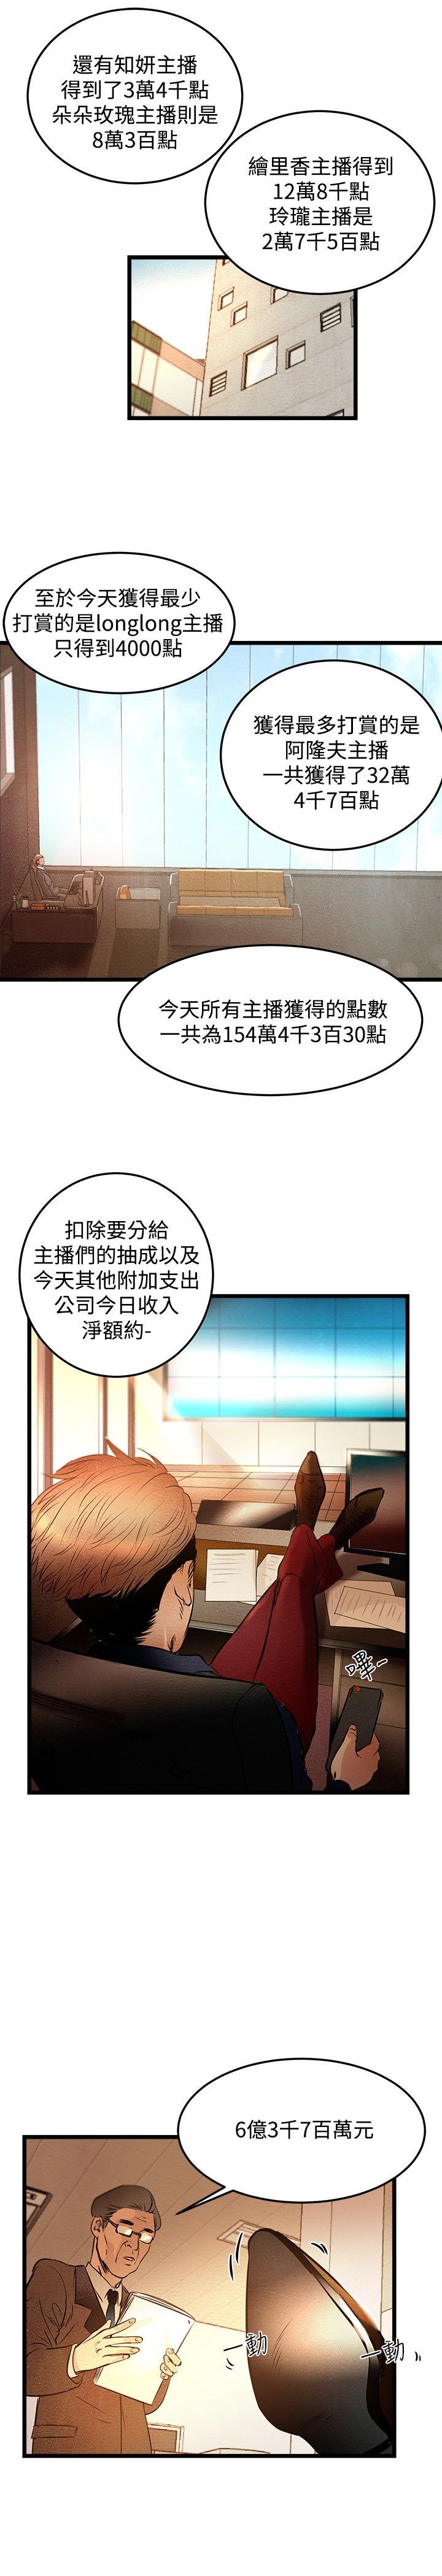 還有知妍主播
得到了3萬4千點
朵朵玫瑰主播則是
8萬3百點
繪里香主播得到
12萬8千點
玲瓏主播是
2萬7千5百點
至於今天獲得最少
打賞的是longlong主播
只得到4000點
獲得最多打賞的是
阿隆夫主播
一共獲得了32萬
4千7百點
今天所有主播獲得的點數
一共為154萬4千3百30點
扣除要分給
主播們的抽成以及
今天其他附加支出
公司今日收入
淨額約-
嗶-
6億3千7百萬元
一動
一動